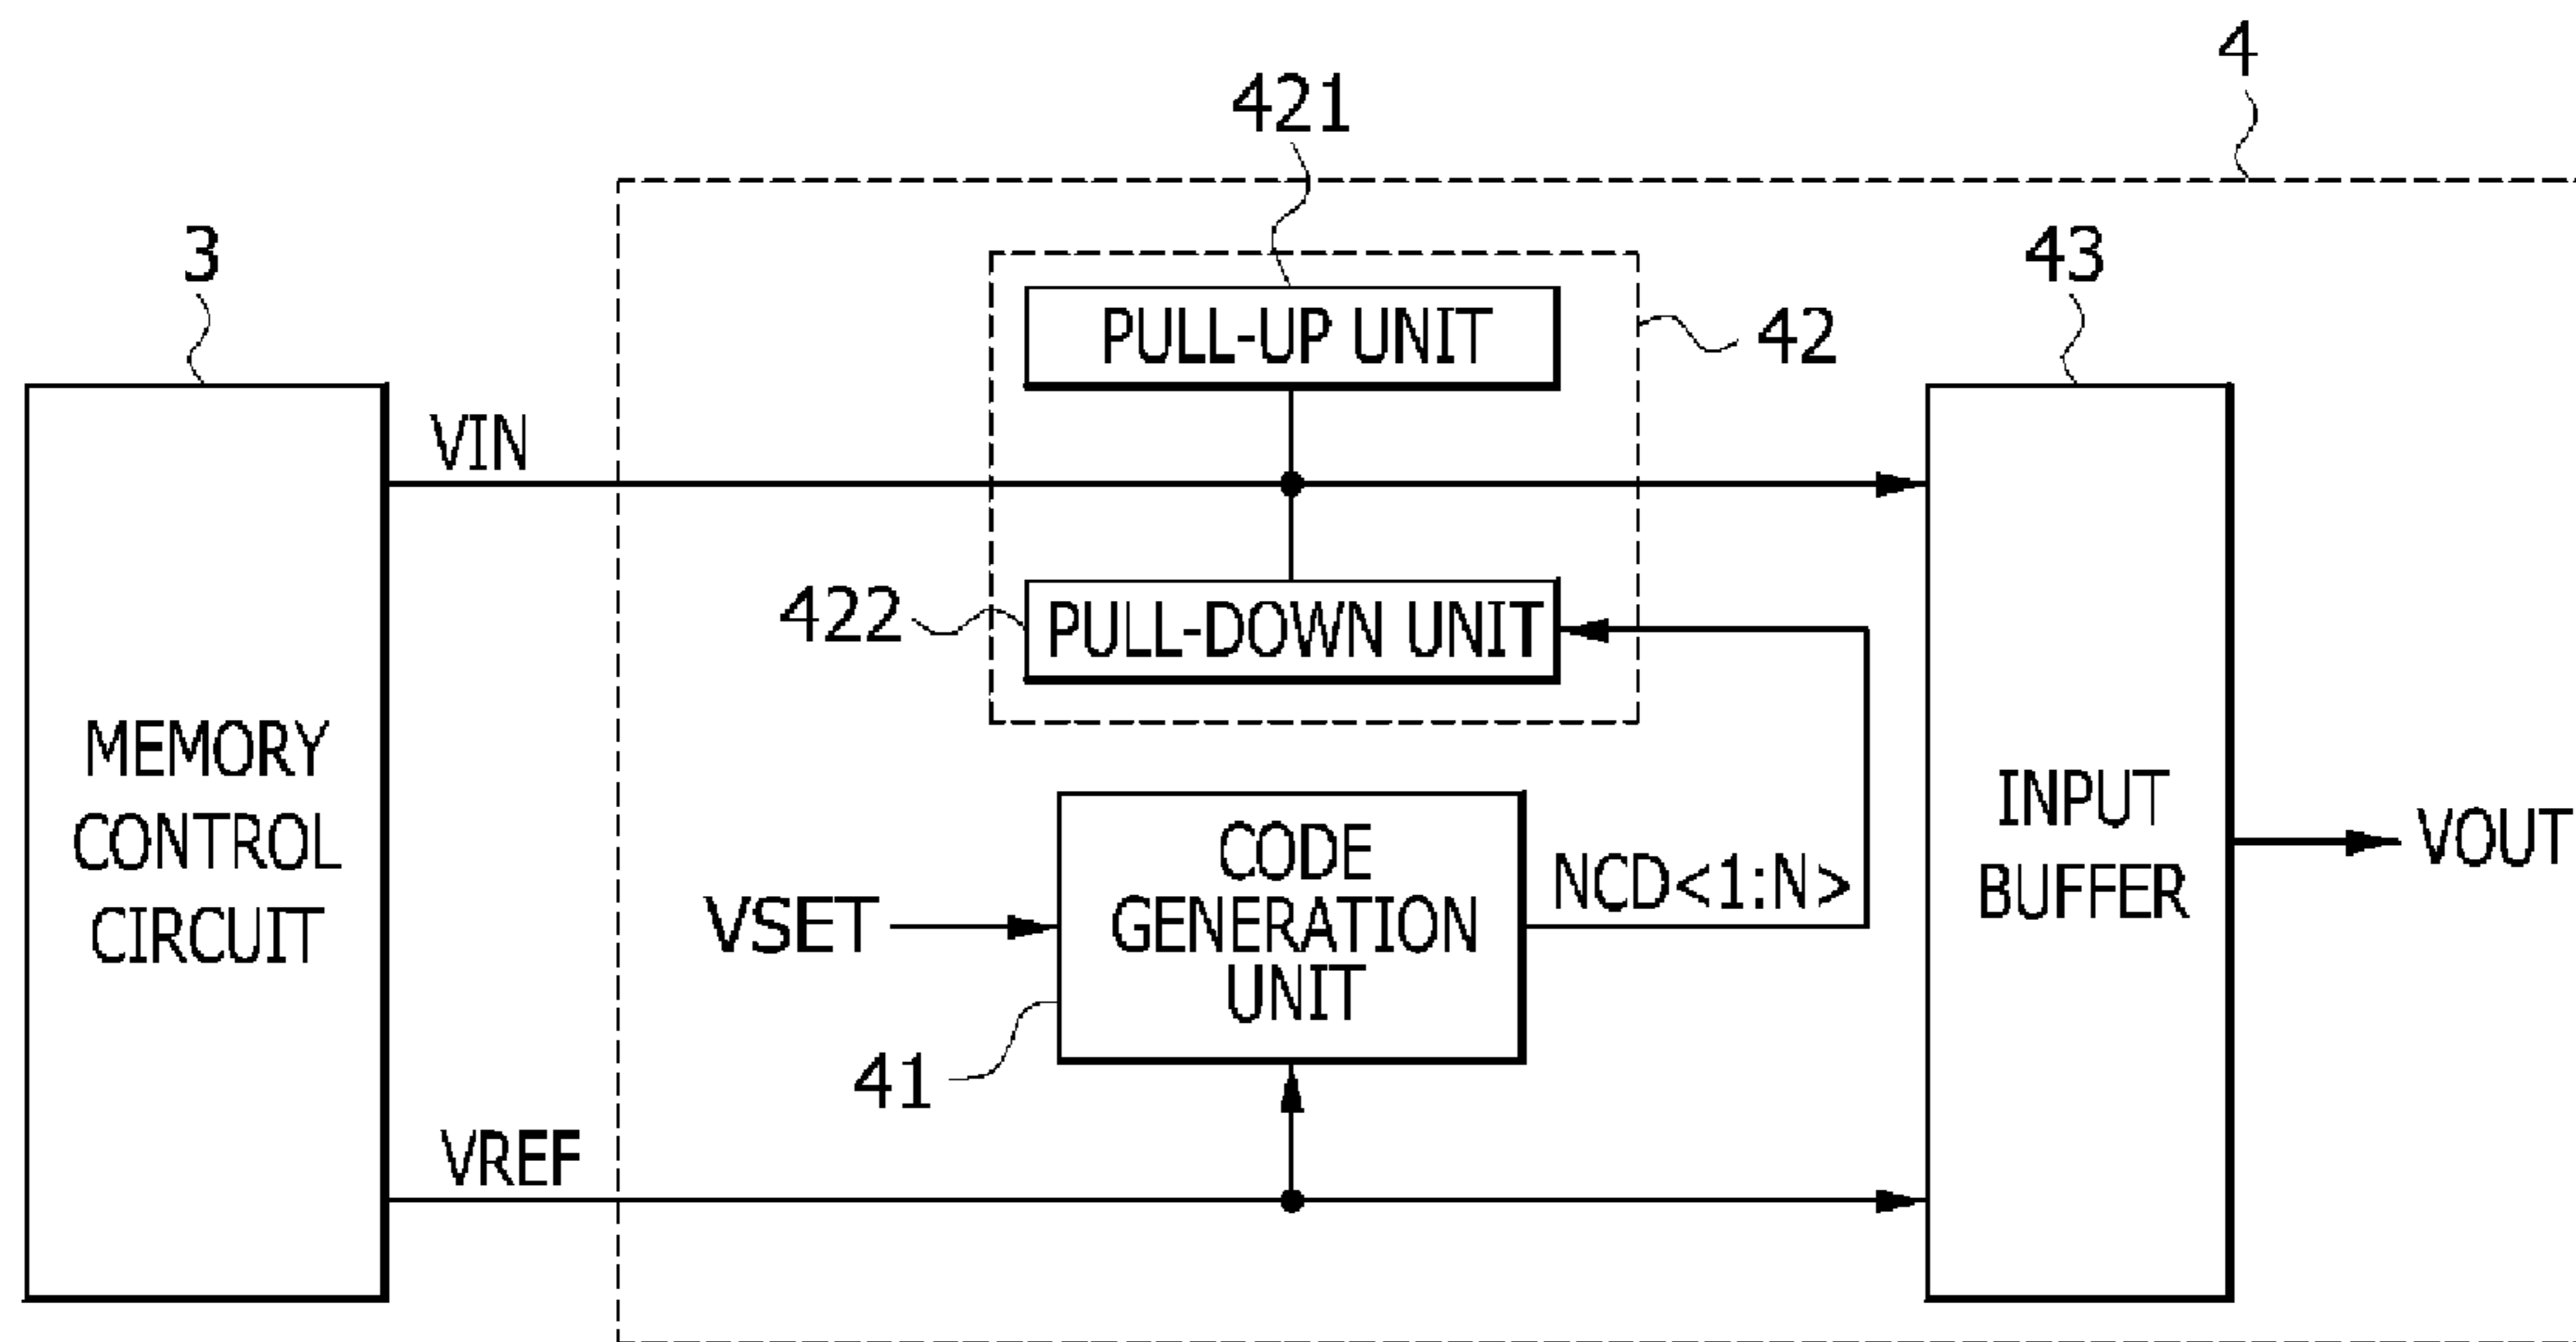 4
421
3
43
PULL-UP UNIT
42
VIN
422
PULL-DOWN UNIT
MEMORY
CONTROL
CIRCUIT
CODE
GENERATION
UNIT
VSET
NCD<1:N>
INPUT
BUFFER
VOUT
41
VREF